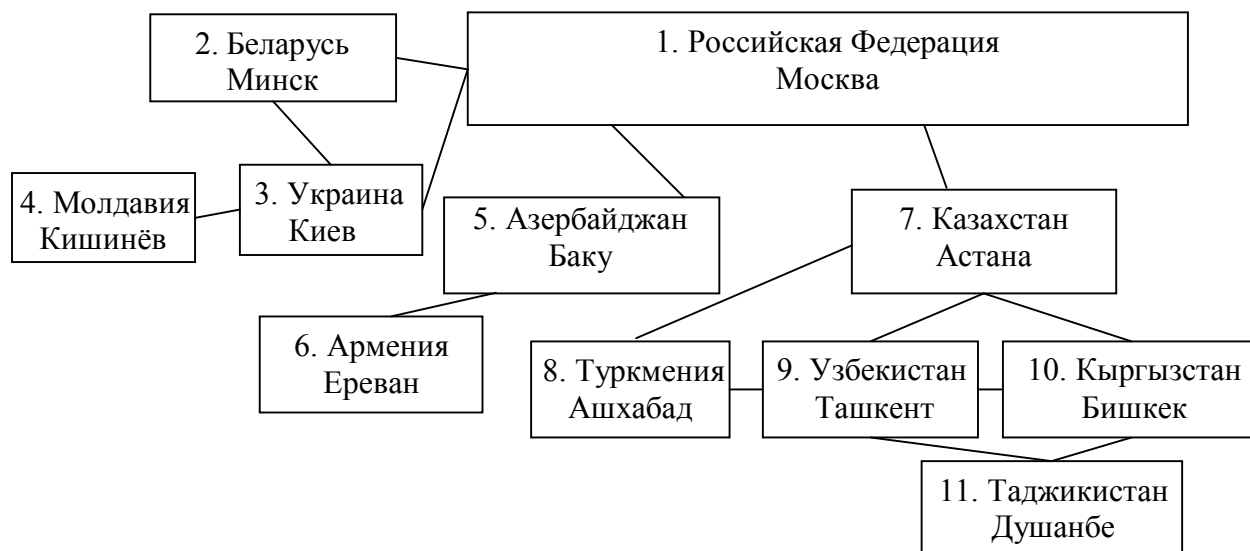 1. Российская Федерация
Москва
2. Беларусь
Минск
3. Украина
Киев
4. Молдавия
Кишинёв
5. Азербайджан
Баку
6. Армения
Ереван
7. Казахстан
Астана
8. Туркмения
Ашхабад
9. Узбекистан
Ташкент
10. Кыргызстан
Бишкек
11. Таджикистан
Душанбе